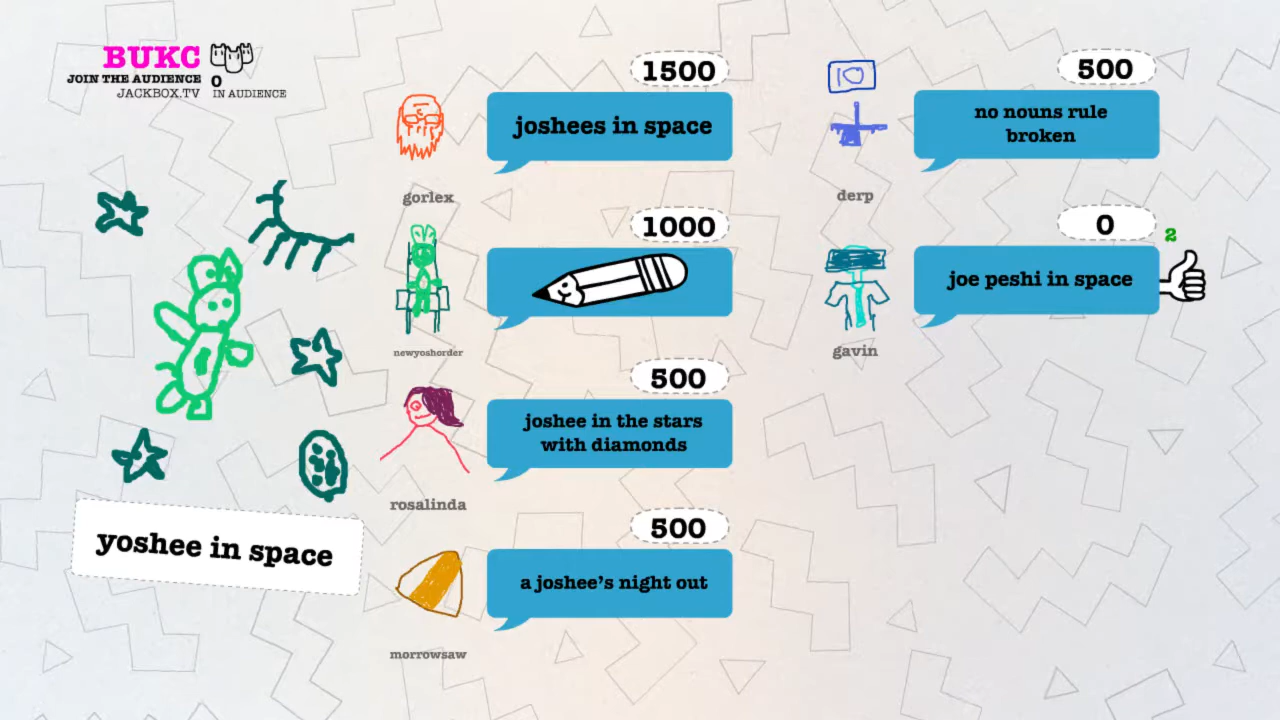 BUKC
JOIN THE AUDIENCE
JACKBOX.TV
0
IN AUDIENCE
yoshee in space
1500
joshees in space
gorlex
1000
newyoshorder
500
joshee in the stars
with diamonds
rosalinda
500
a joshee's night out
morrowsaw
500
no nouns rule
broken
derp
0
2
joe peshi in space
gavin